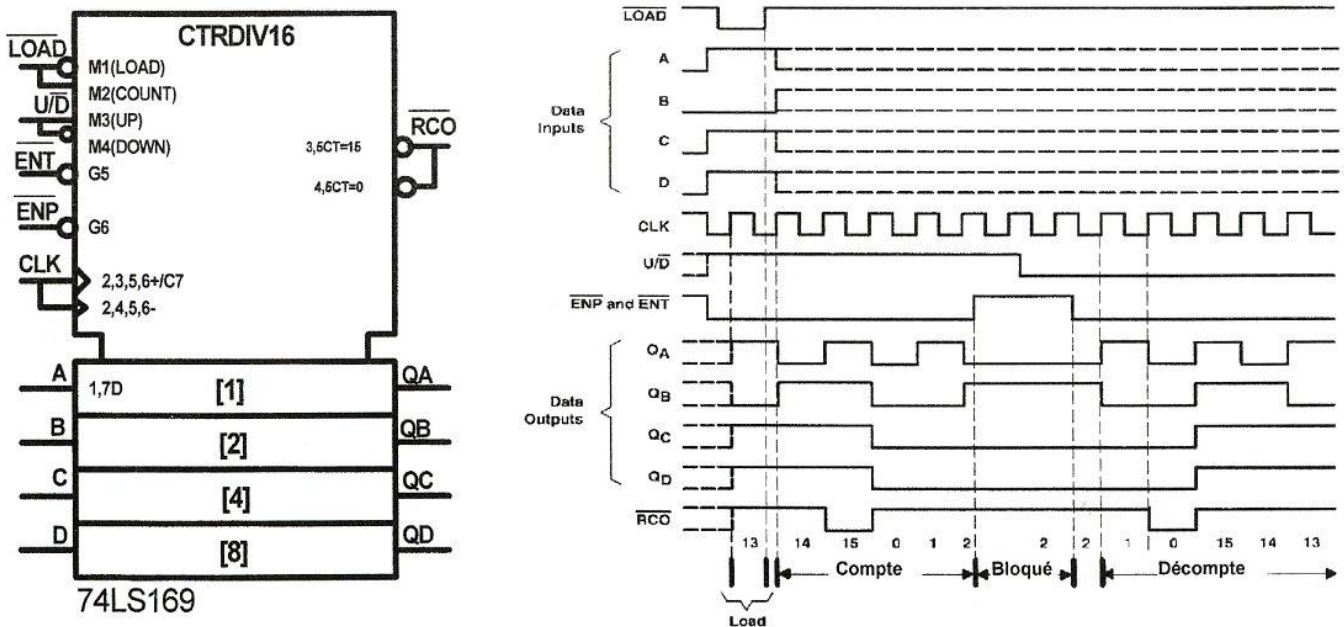 CTRDIV16
LOAD
M1(LOAD)
M2(COUNT)
U/D
M3(UP)
M4(DOWN)
ENT
G5
ENP
G6
CLK
2,3,5,6+/C7
2,4,5,6-
3,5CT=15
4,5CT=0
RCO
A
1,7D
[1]
QA
B
[2]
QB
C
[4]
QC
D
[8]
QD
74LS169
LOAD
A
B
Data
Inputs
C
D
CLK
U/D
ENP and ENT
QA
QB
Data
Outputs
QC
QD
RCO
13 14 15 0 1 2 2 2 1 0 15 14 13
Compte Bloqué Décompte
Load